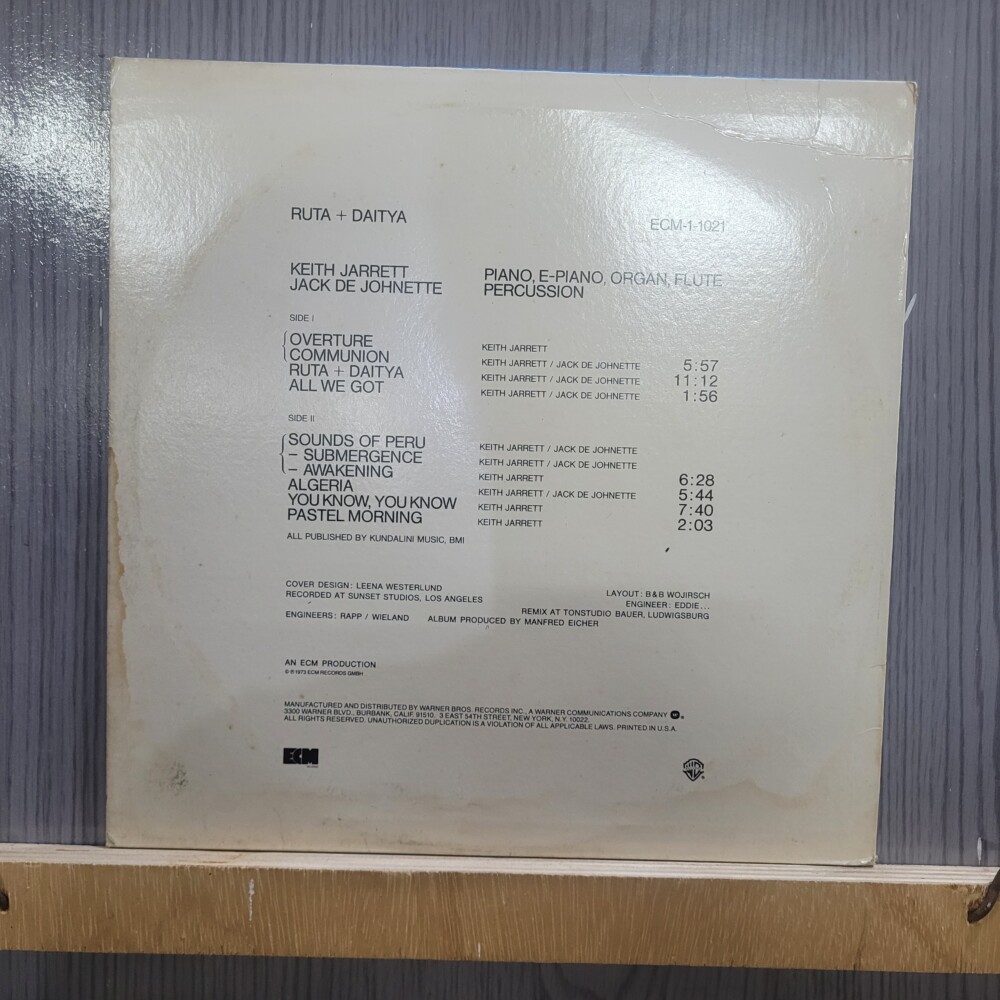 RUTA + DAITYA
ECM-1-1021
KEITH JARRETT PIANO, E-PIANO, ORGAN, FLUTE
JACK DE JOHNETTE PERCUSSION
SIDE I
OVERTURE KEITH JARRETT
COMMUNION KEITH JARRETT / JACK DE JOHNETTE 5:57
RUTA + DAITYA KEITH JARRETT / JACK DE JOHNETTE 11:12
ALL WE GOT KEITH JARRETT / JACK DE JOHNETTE 1:56
SIDE II
SOUNDS OF PERU KEITH JARRETT / JACK DE JOHNETTE
– SUBMERGENCE KEITH JARRETT / JACK DE JOHNETTE
– AWAKENING KEITH JARRETT 6:28
ALGERIA KEITH JARRETT / JACK DE JOHNETTE 5:44
YOU KNOW, YOU KNOW KEITH JARRETT 7:40
PASTEL MORNING KEITH JARRETT 2:03
ALL PUBLISHED BY KUNDALINI MUSIC, BMI
COVER DESIGN: LEENA WESTERLUND LAYOUT: B&B WOJIRSCH
RECORDED AT SUNSET STUDIOS, LOS ANGELES ENGINEER: EDDIE...
REMIX AT TONSTUDIO BAUER, LUDWIGSBURG
ENGINEERS: RAPP / WIELAND ALBUM PRODUCED BY MANFRED EICHER
AN ECM PRODUCTION
© ℗ 1973 ECM RECORDS GMBH
MANUFACTURED AND DISTRIBUTED BY WARNER BROS. RECORDS INC., A WARNER COMMUNICATIONS COMPANY
3300 WARNER BLVD., BURBANK, CALIF. 91510. 3 EAST 54TH STREET, NEW YORK, N.Y. 10022.
ALL RIGHTS RESERVED. UNAUTHORIZED DUPLICATION IS A VIOLATION OF ALL APPLICABLE LAWS. PRINTED IN U.S.A.
ECM